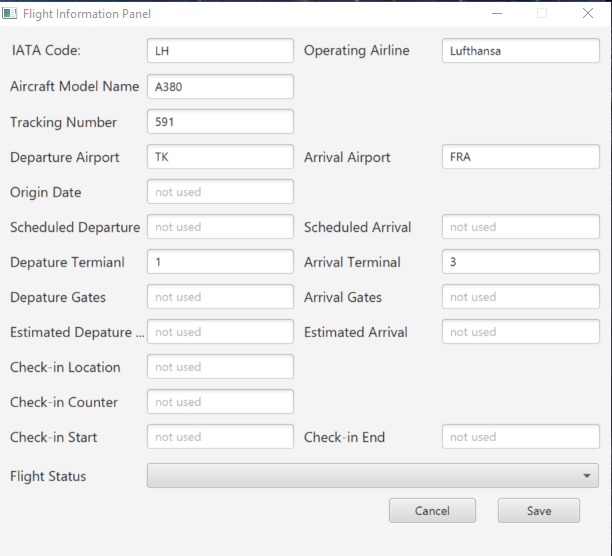 Flight Information Panel
IATA Code: LH Operating Airline Lufthansa
Aircraft Model Name A380
Tracking Number 591
Departure Airport TK Arrival Airport FRA
Origin Date not used
Scheduled Departure not used Scheduled Arrival not used
Depature Termianl 1 Arrival Terminal 3
Depature Gates not used Arrival Gates not used
Estimated Depature ... not used Estimated Arrival not used
Check-in Location not used
Check-in Counter not used
Check-in Start not used Check-in End not used
Flight Status
Cancel Save